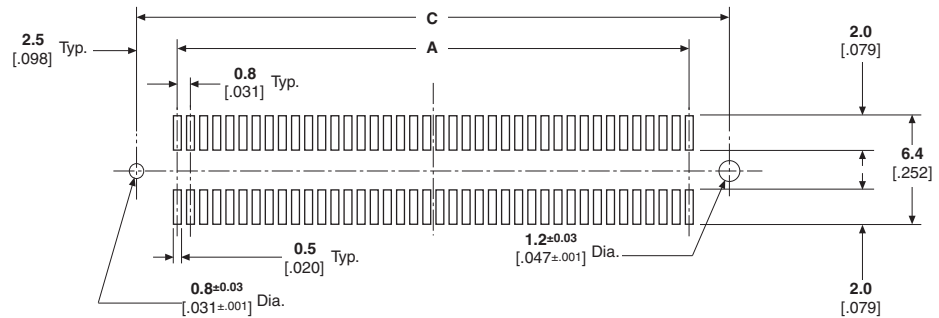 C
2.5 Typ.
[.098]
A
2.0
[.079]
0.8 Typ.
[.031]
6.4
[.252]
0.5 Typ.
[.020]
1.2±0.03 Dia.
[.047±.001]
0.8±0.03 Dia.
[.031±.001]
2.0
[.079]